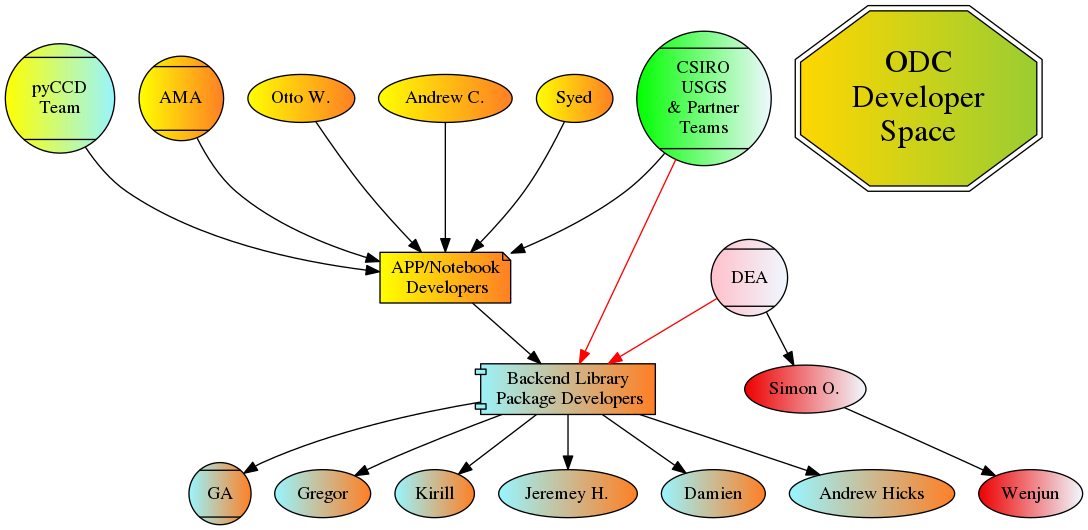 pyCCD
Team
AMA
Otto W.
Andrew C.
Syed
CSIRO
USGS
& Partner
Teams
ODC
Developer
Space
APP/Notebook
Developers
DEA
Backend Library
Package Developers
Simon O.
GA
Gregor
Kirill
Jeremey H.
Damien
Andrew Hicks
Wenjun